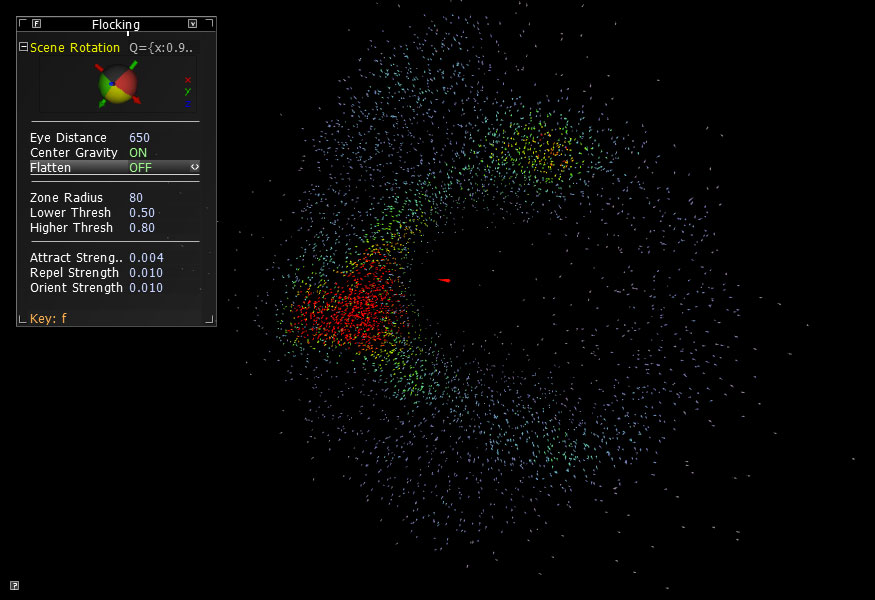 F Flocking v
Scene Rotation Q={x:0.9..
x
y
z
Eye Distance 650
Center Gravity ON
Flatten OFF
Zone Radius 80
Lower Thresh 0.50
Higher Thresh 0.80
Attract Streng.. 0.004
Repel Strength 0.010
Orient Strength 0.010
Key: f
?